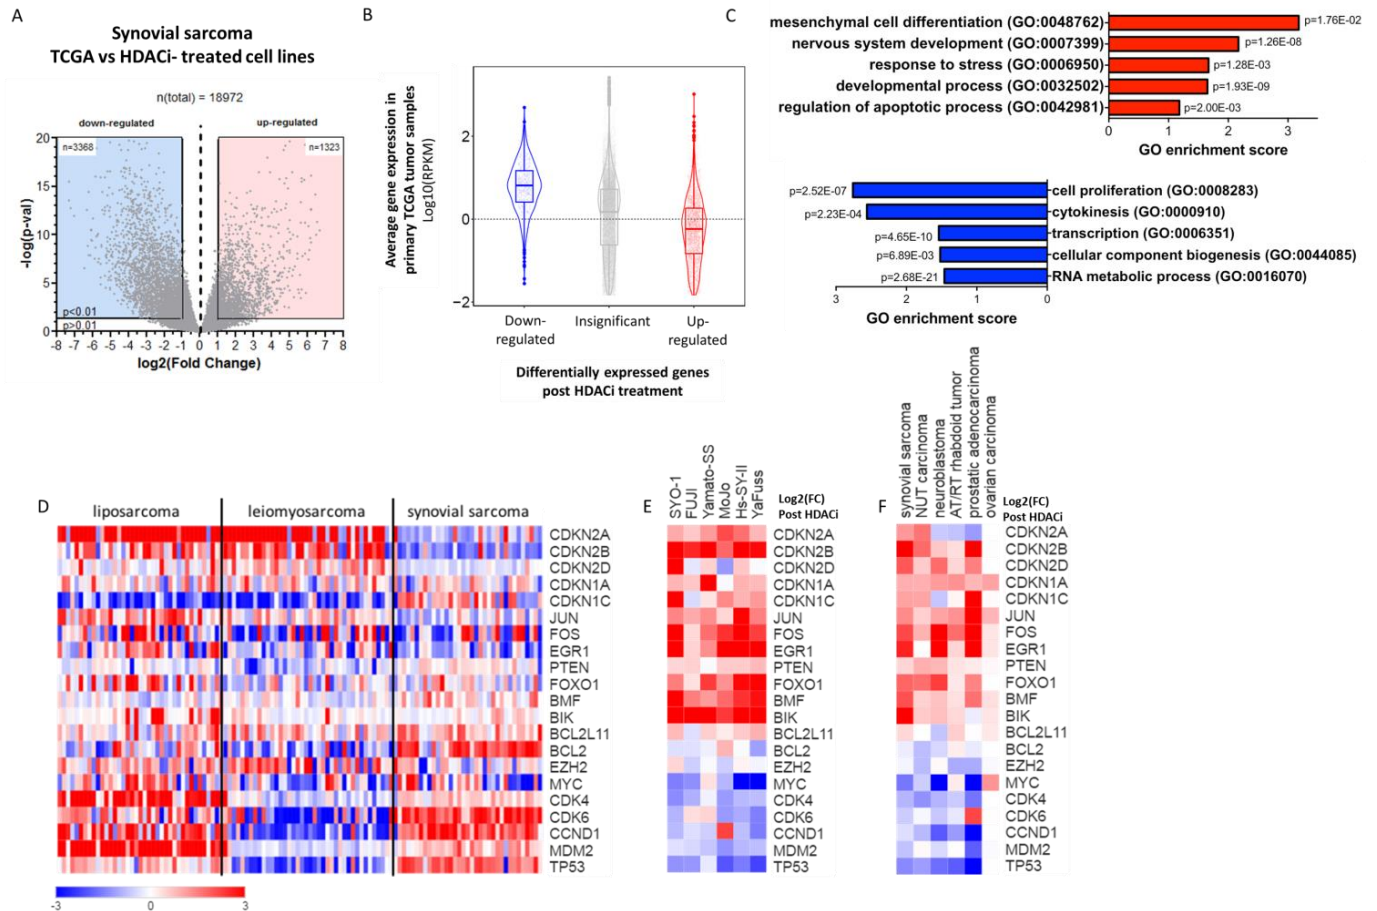 A
Synovial sarcoma
TCGA vs HDACi- treated cell lines
n(total) = 18972
down-regulated
up-regulated
n=3368
n=1323
20
15
10
5
0
-log(p-val)
p<0.01
p>0.01
-8 -7 -6 -5 -4 -3 -2 -1 0 1 2 3 4 5 6 7 8
log2(Fold Change)
B
Average gene expression in
primary TCGA tumor samples
Log10(RPKM)
2
0
−2
Down-
regulated
Insignificant
Up-
regulated
Differentially expressed genes
post HDACi treatment
C
mesenchymal cell differentiation (GO:0048762)
p=1.76E-02
nervous system development (GO:0007399)
p=1.26E-08
response to stress (GO:0006950)
p=1.28E-03
developmental process (GO:0032502)
p=1.93E-09
regulation of apoptotic process (GO:0042981)
p=2.00E-03
0 1 2 3
GO enrichment score
p=2.52E-07
cell proliferation (GO:0008283)
p=2.23E-04
cytokinesis (GO:0000910)
p=4.65E-10
transcription (GO:0006351)
p=6.89E-03
cellular component biogenesis (GO:0044085)
p=2.68E-21
RNA metabolic process (GO:0016070)
3 2 1 0
GO enrichment score
D
liposarcoma
leiomyosarcoma
synovial sarcoma
CDKN2A
CDKN2B
CDKN2D
CDKN1A
CDKN1C
JUN
FOS
EGR1
PTEN
FOXO1
BMF
BIK
BCL2L11
BCL2
EZH2
MYC
CDK4
CDK6
CCND1
MDM2
TP53
-3 0 3
E
SYO-1
FUJI
Yamato-SS
MoJo
Hs-SY-II
YaFuss
Log2(FC)
Post HDACi
CDKN2A
CDKN2B
CDKN2D
CDKN1A
CDKN1C
JUN
FOS
EGR1
PTEN
FOXO1
BMF
BIK
BCL2L11
BCL2
EZH2
MYC
CDK4
CDK6
CCND1
MDM2
TP53
F
synovial sarcoma
NUT carcinoma
neuroblastoma
AT/RT rhabdoid tumor
prostatic adenocarcinoma
ovarian carcinoma
Log2(FC)
Post HDACi
CDKN2A
CDKN2B
CDKN2D
CDKN1A
CDKN1C
JUN
FOS
EGR1
PTEN
FOXO1
BMF
BIK
BCL2L11
BCL2
EZH2
MYC
CDK4
CDK6
CCND1
MDM2
TP53